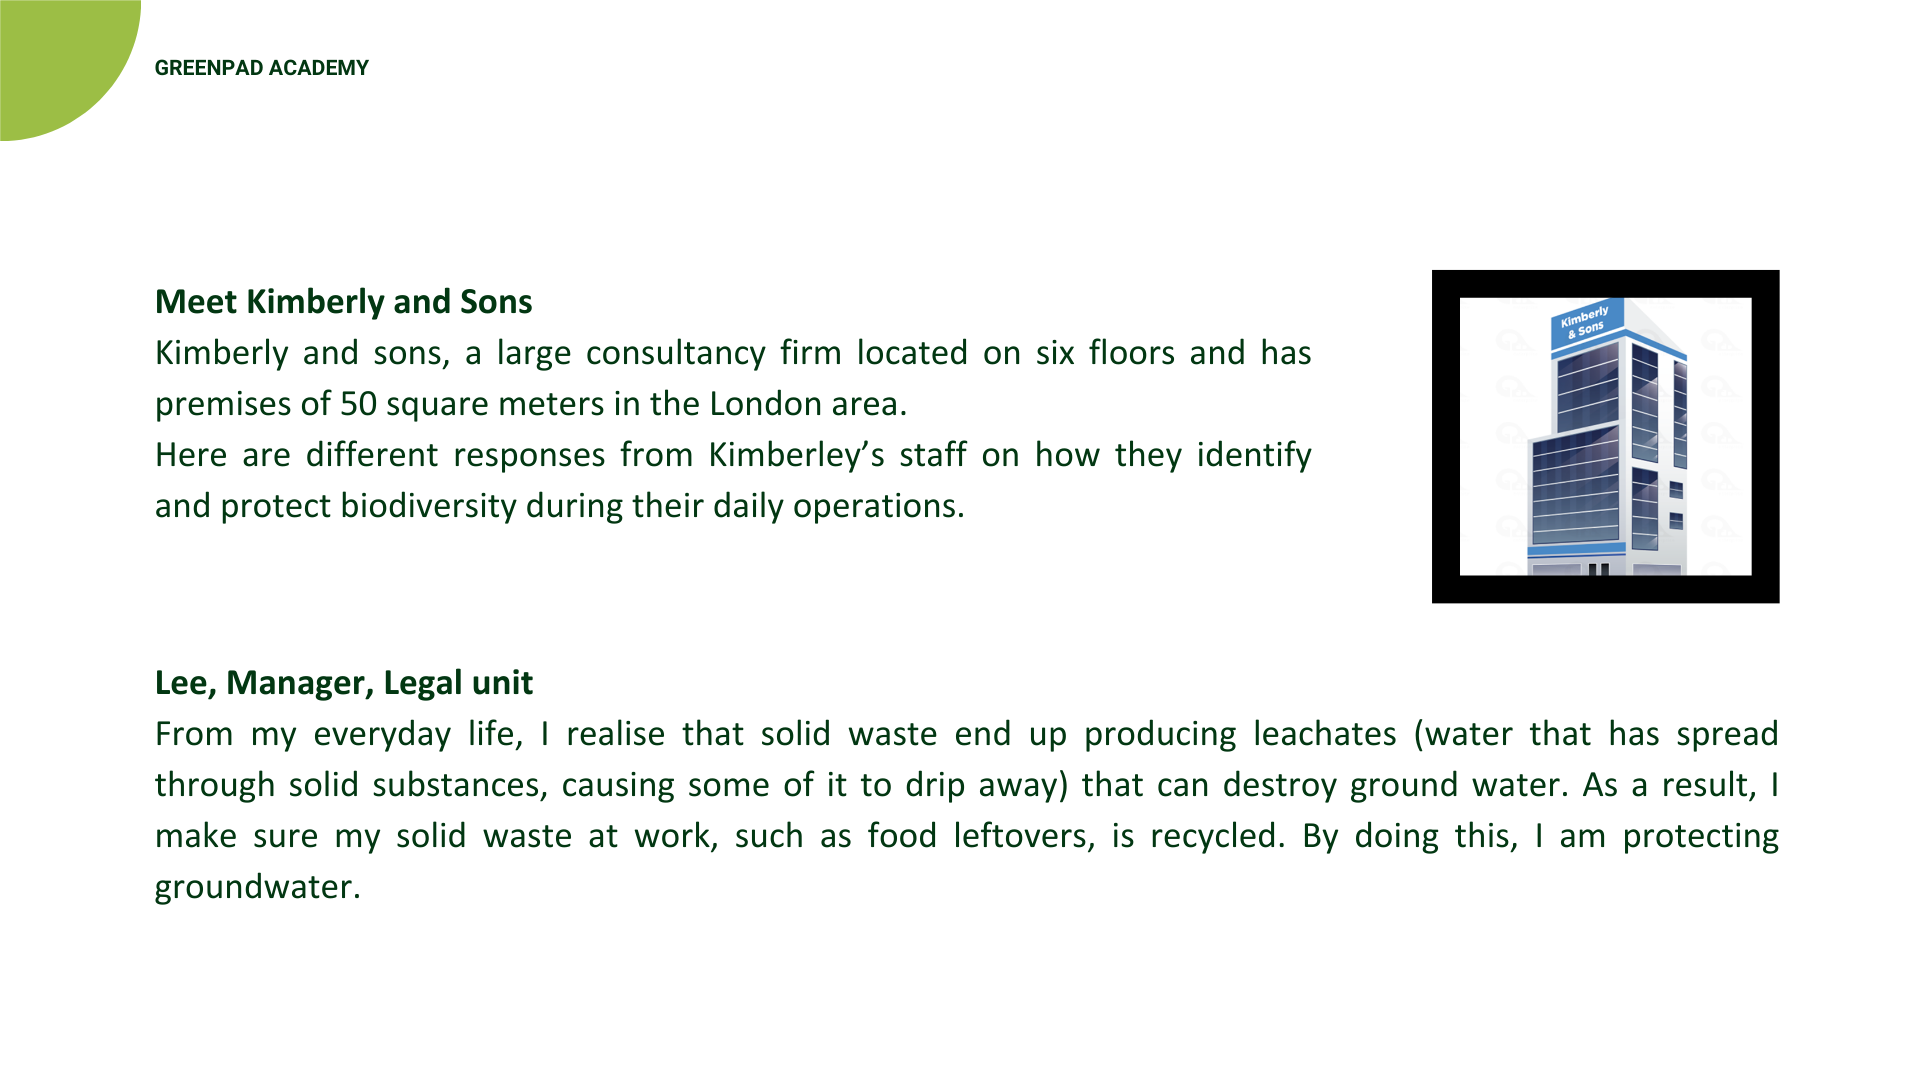 GREENPAD ACADEMY
Meet Kimberly and Sons
Kimberly and sons, a large consultancy firm located on six floors and has
premises of 50 square meters in the London area.
Here are different responses from Kimberley’s staff on how they identify
and protect biodiversity during their daily operations.
Kimberly
& Sons
Lee, Manager, Legal unit
From my everyday life, I realise that solid waste end up producing leachates (water that has spread
through solid substances, causing some of it to drip away) that can destroy ground water. As a result, I
make sure my solid waste at work, such as food leftovers, is recycled. By doing this, I am protecting
groundwater.